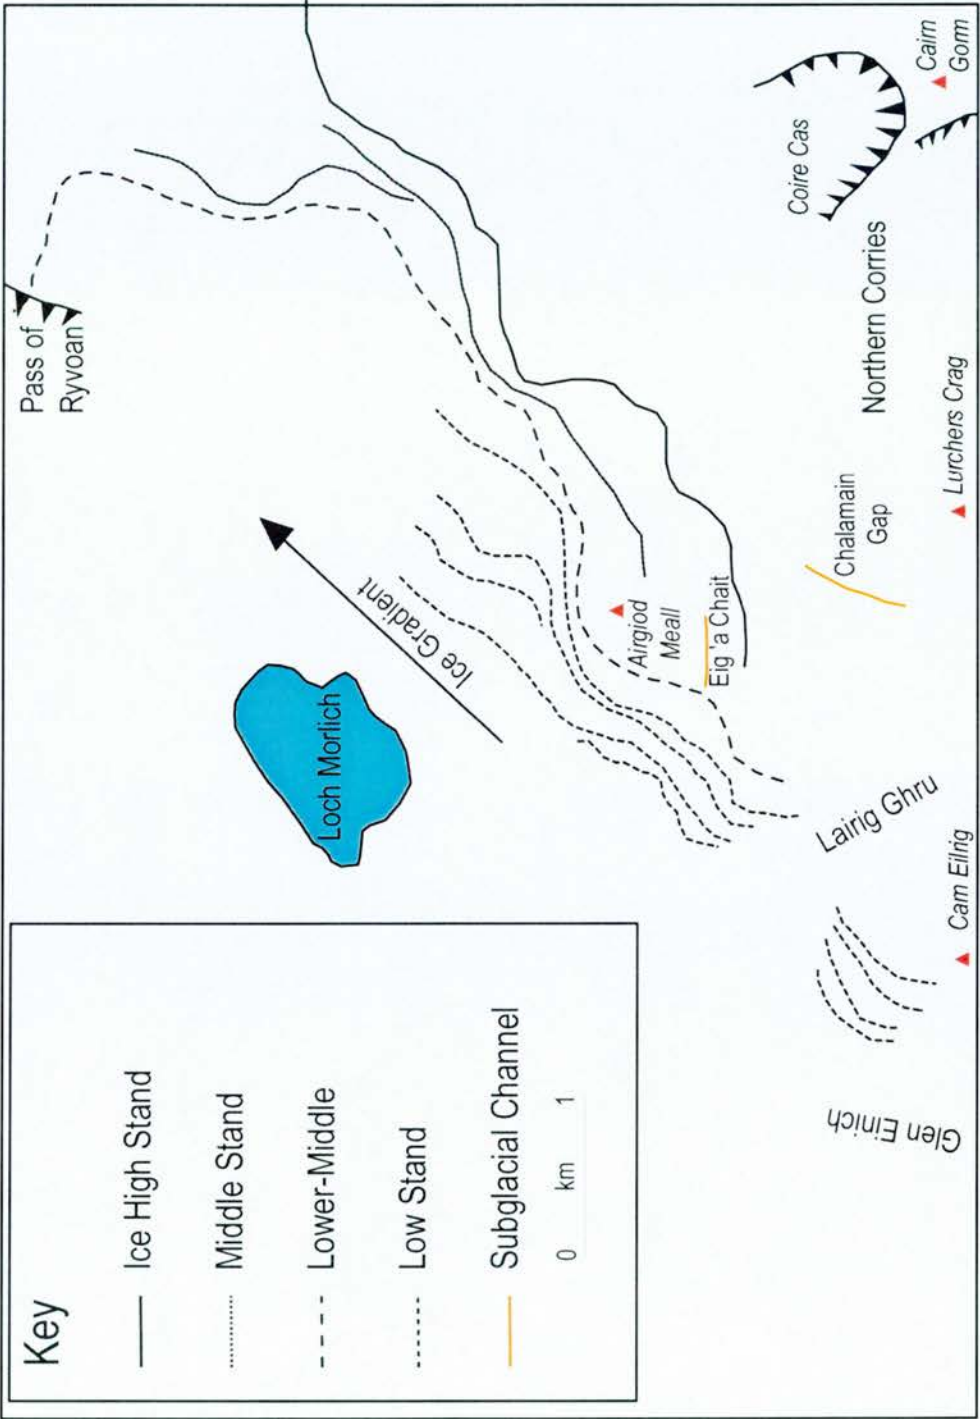 Key
Ice High Stand
Middle Stand
Lower-Middle
Low Stand
Subglacial Channel
0 km 1
Pass of
Ryvoan
Loch Morlich
Ice Gradient
Airgiod
Meall
Eig 'a Chait
Chalamain
Gap
Northern Corries
Coire Cas
Cairn
Gorm
Lurchers Crag
Lairig Ghru
Carn Eilrig
Glen Einich